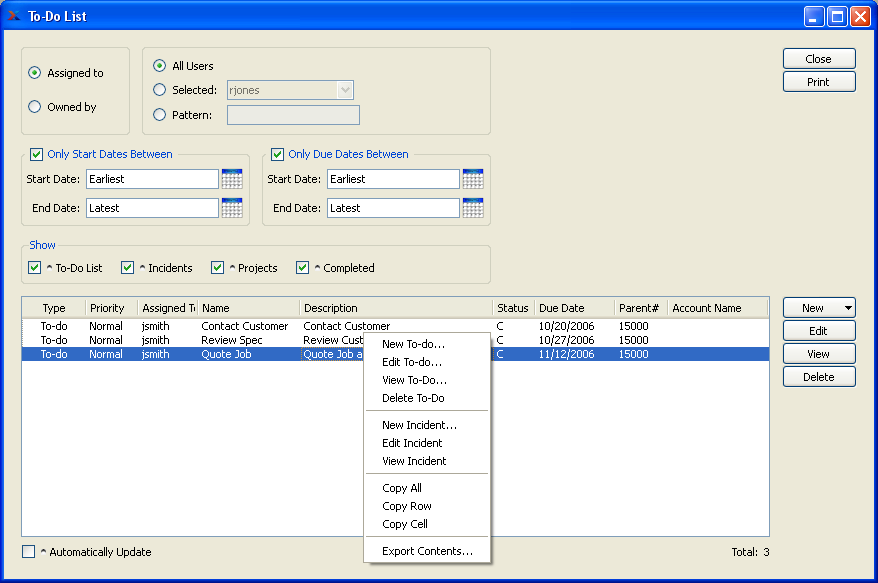 To-Do List
Assigned to
Owned by
All Users
Selected: rjones
Pattern:
Close
Print
Only Start Dates Between
Start Date: Earliest
End Date: Latest
Only Due Dates Between
Start Date: Earliest
End Date: Latest
Show
^ To-Do List ^ Incidents ^ Projects ^ Completed
Type Priority Assigned T Name Description Status Due Date Parent# Account Name
To-do Normal jsmith Contact Customer Contact Customer C 10/20/2006 15000
To-do Normal jsmith Review Spec Review Cust C 10/27/2006 15000
To-do Normal jsmith Quote Job Quote Job a C 11/12/2006 15000
New To-do...
Edit To-do...
View To-Do...
Delete To-Do
New Incident...
Edit Incident
View Incident
Copy All
Copy Row
Copy Cell
Export Contents...
New
Edit
View
Delete
^ Automatically Update
Total: 3